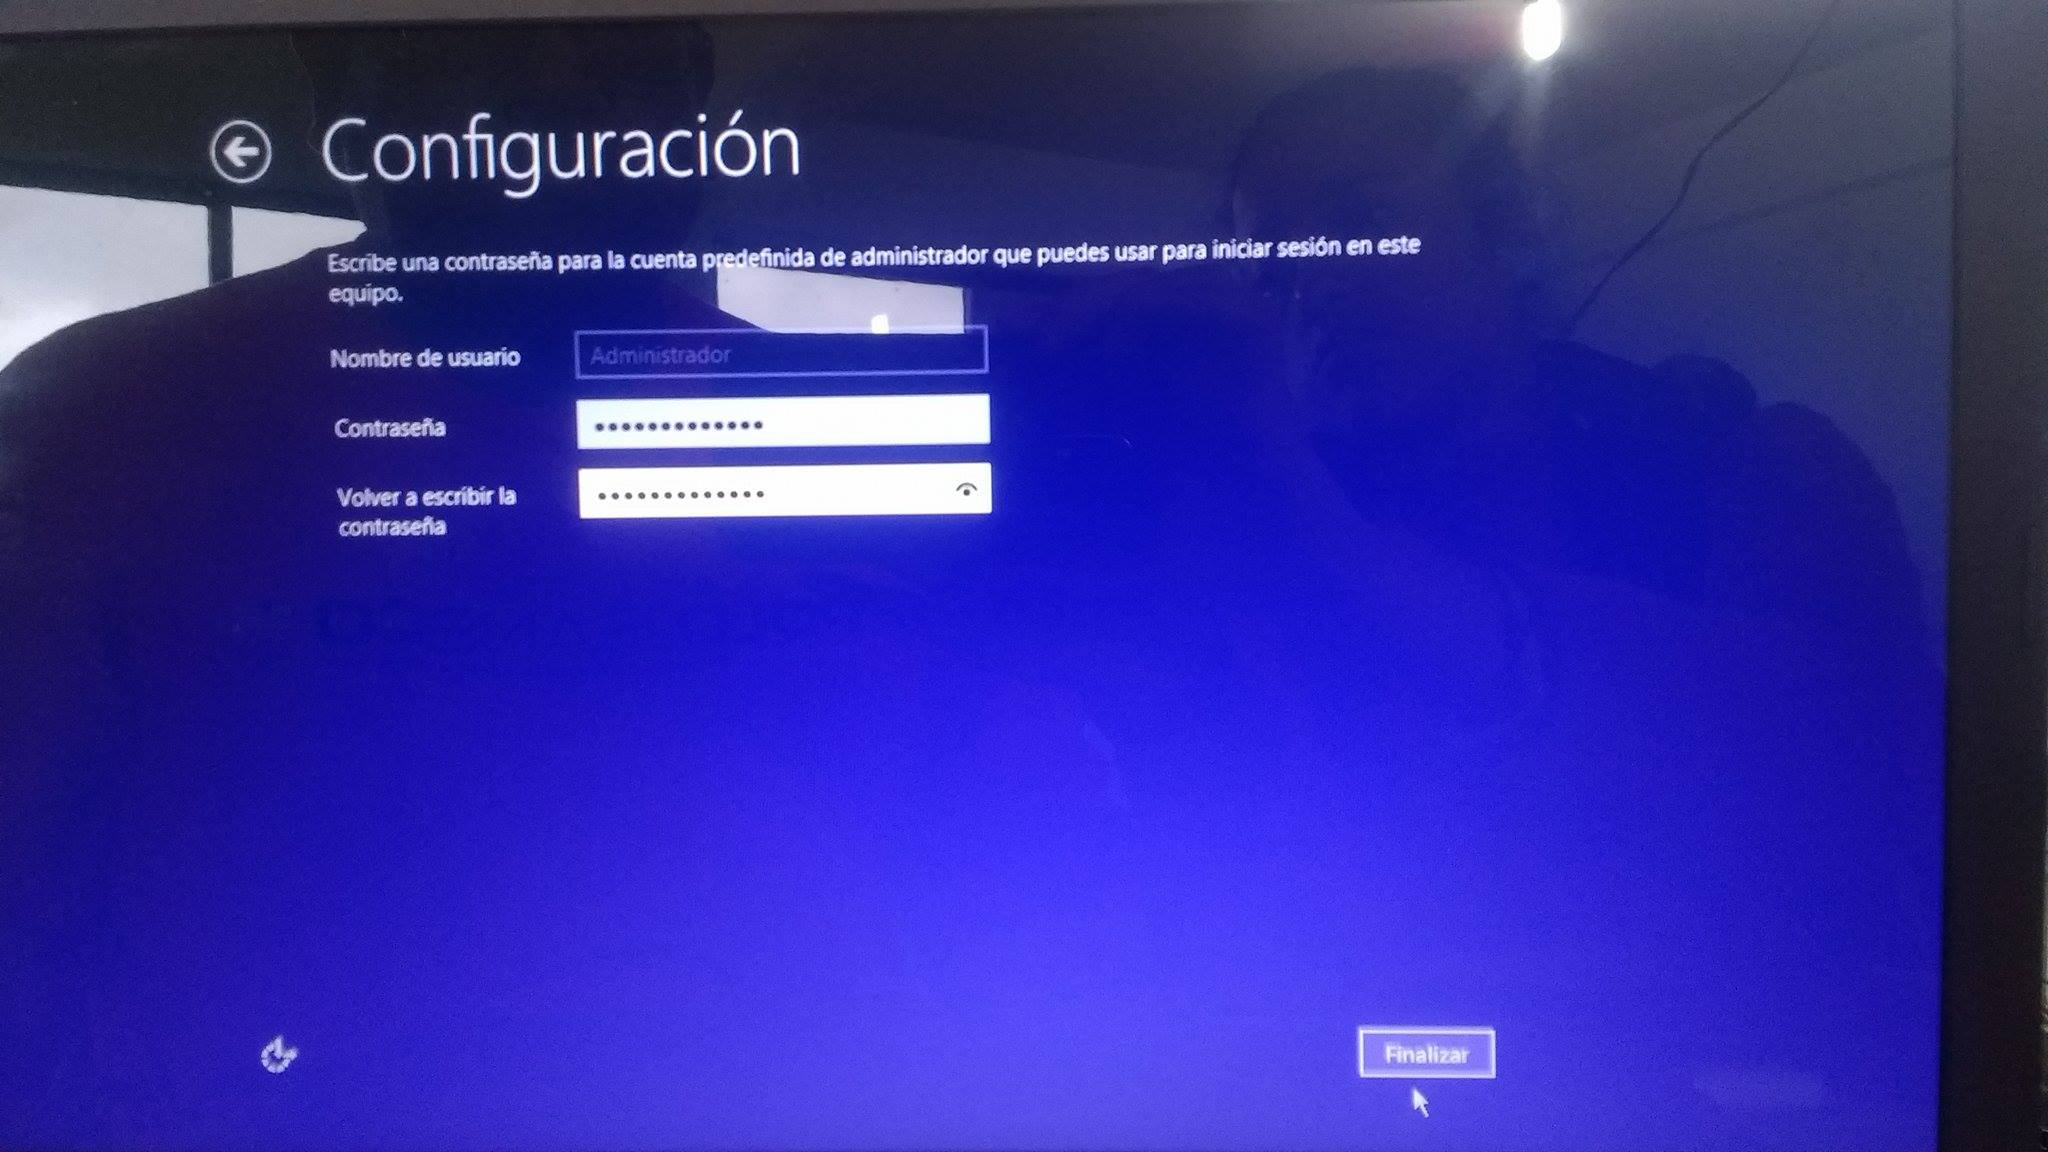 Configuración
Escribe una contraseña para la cuenta predefinida de administrador que puedes usar para iniciar sesión en este
equipo.
Nombre de usuario
Administrador
Contraseña
•••••••••••••
Volver a escribir la
contraseña
•••••••••••••
Finalizar